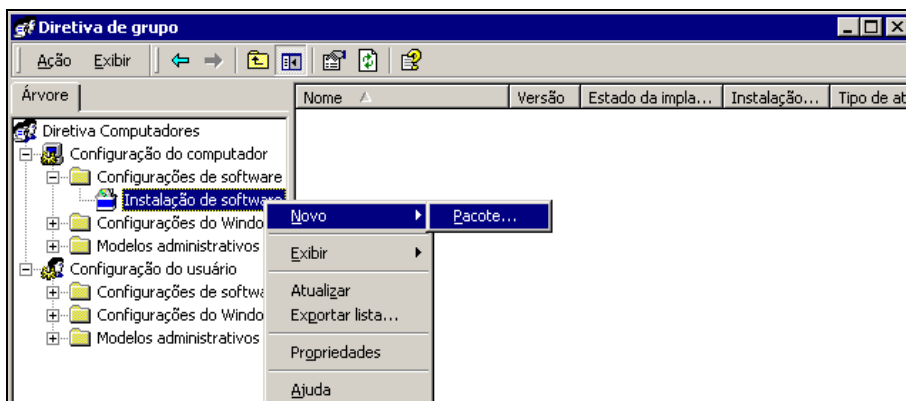 Diretiva de grupo
Ação Exibir
Árvore
Nome Versão Estado da impla... Instalação... Tipo de at
Diretiva Computadores
Configuração do computador
Configurações de software
Instalação de software
Configurações do Windo
Modelos administrativos
Configuração do usuário
Configurações de softwa
Configurações do Windo
Modelos administrativos
Novo
Pacote...
Exibir
Atualizar
Exportar lista...
Propriedades
Ajuda